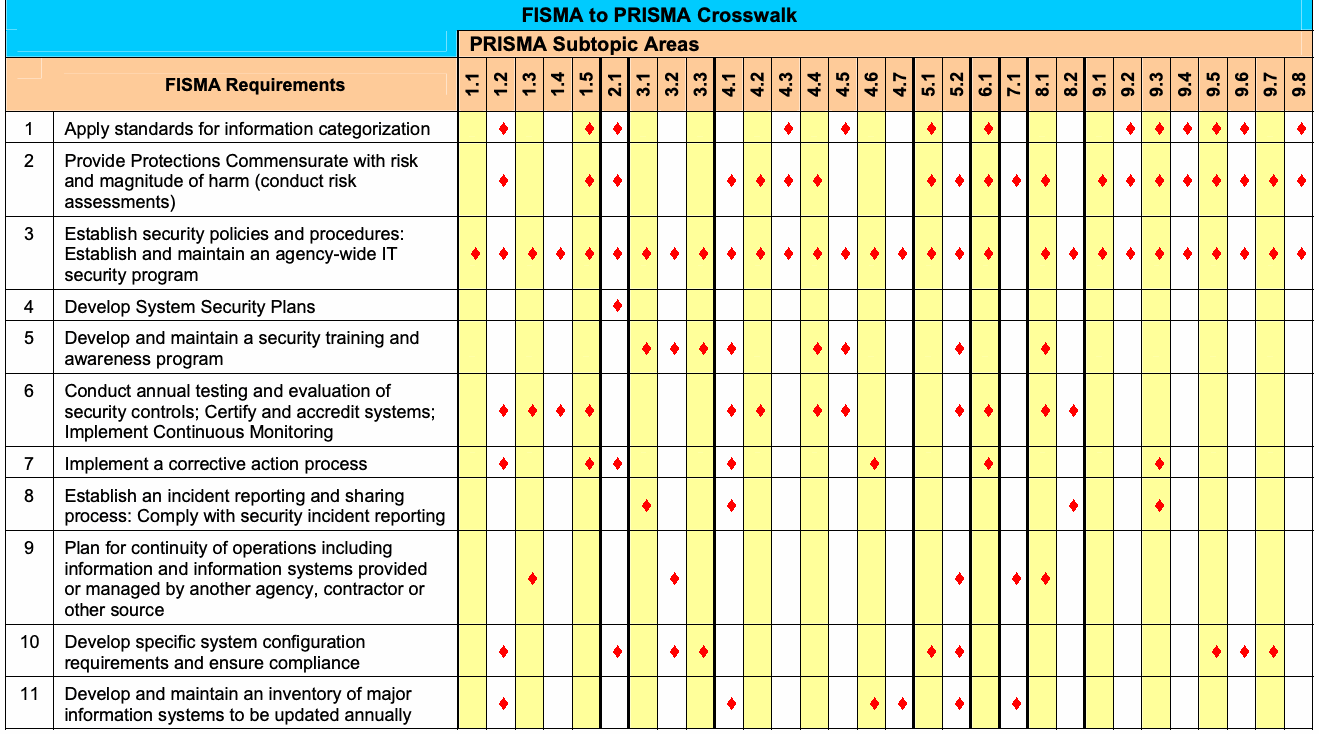 FISMA to PRISMA Crosswalk
PRISMA Subtopic Areas
FISMA Requirements
1.1 1.2 1.3 1.4 1.5 2.1 3.1 3.2 3.3 4.1 4.2 4.3 4.4 4.5 4.6 4.7 5.1 5.2 6.1 7.1 8.1 8.2 9.1 9.2 9.3 9.4 9.5 9.6 9.7 9.8
1 Apply standards for information categorization
2 Provide Protections Commensurate with risk
and magnitude of harm (conduct risk
assessments)
3 Establish security policies and procedures:
Establish and maintain an agency-wide IT
security program
4 Develop System Security Plans
5 Develop and maintain a security training and
awareness program
6 Conduct annual testing and evaluation of
security controls; Certify and accredit systems;
Implement Continuous Monitoring
7 Implement a corrective action process
8 Establish an incident reporting and sharing
process: Comply with security incident reporting
9 Plan for continuity of operations including
information and information systems provided
or managed by another agency, contractor or
other source
10 Develop specific system configuration
requirements and ensure compliance
11 Develop and maintain an inventory of major
information systems to be updated annually